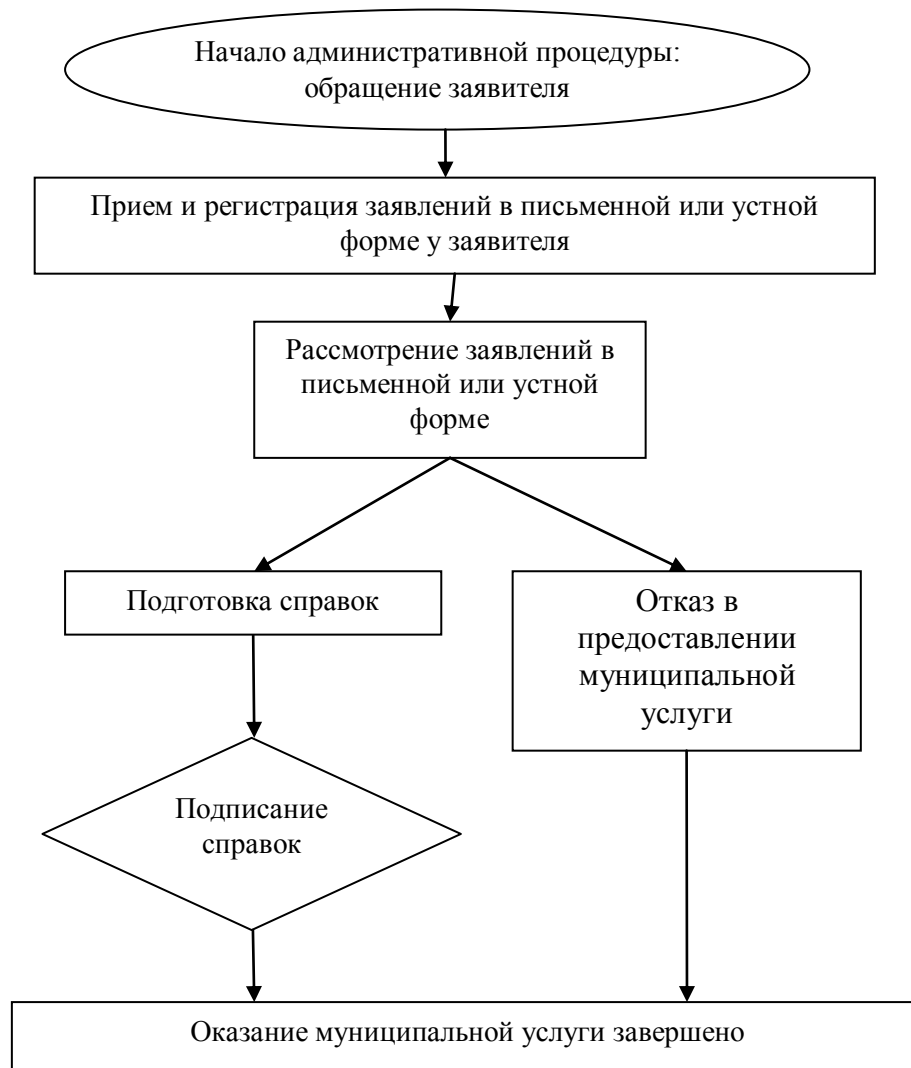 Начало административной процедуры:
обращение заявителя
Прием и регистрация заявлений в письменной или устной
форме у заявителя
Рассмотрение заявлений в
письменной или устной
форме
Подготовка справок
Отказ в
предоставлении
муниципальной
услуги
Подписание
справок
Оказание муниципальной услуги завершено